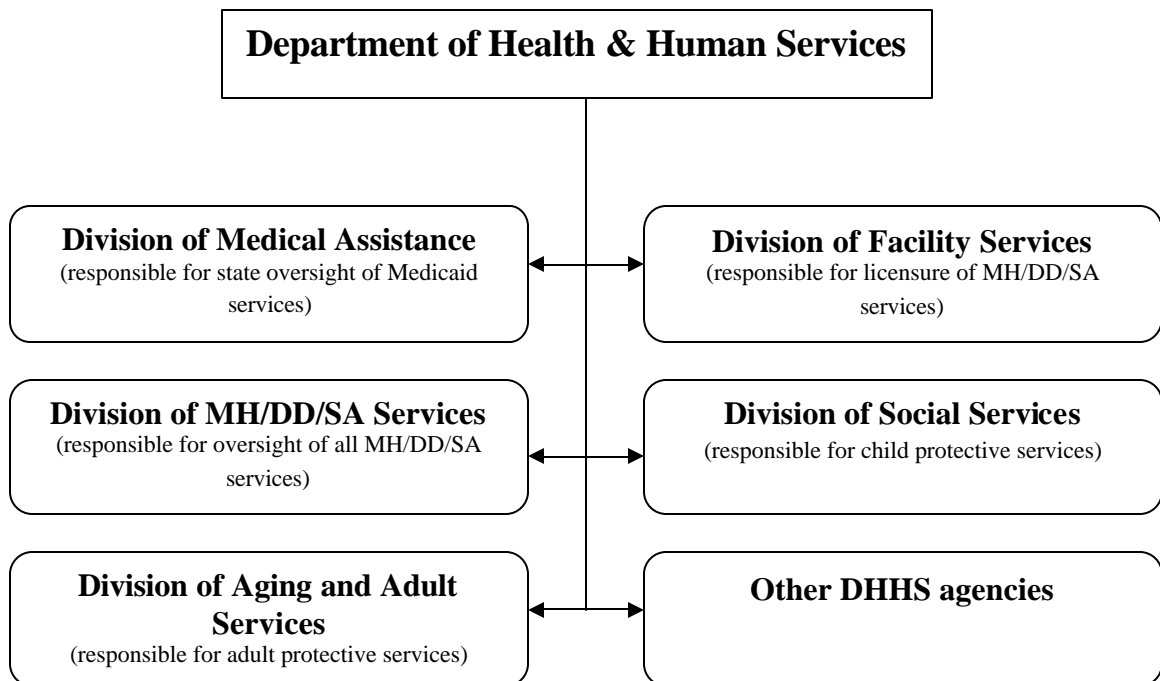 Department of Health & Human Services
Division of Medical Assistance
(responsible for state oversight of Medicaid
services)
Division of Facility Services
(responsible for licensure of MH/DD/SA
services)
Division of MH/DD/SA Services
(responsible for oversight of all MH/DD/SA
services)
Division of Social Services
(responsible for child protective services)
Division of Aging and Adult
Services
(responsible for adult protective services)
Other DHHS agencies